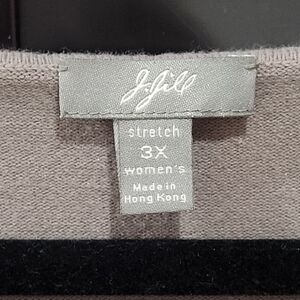 J.Jill
stretch
3X
women's
Made in
Hong Kong